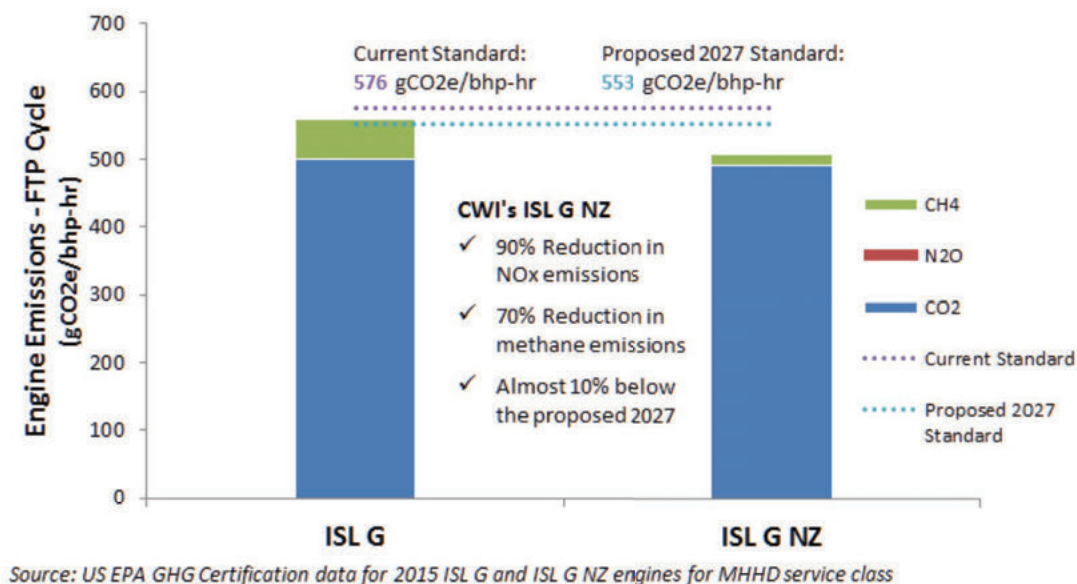 700
600
500
400
300
200
100
0
Engine Emissions - FTP Cycle
(gCO2e/bhp-hr)
Current Standard:
576 gCO2e/bhp-hr
Proposed 2027 Standard:
553 gCO2e/bhp-hr
CWI's ISL G NZ
✓ 90% Reduction in
NOx emissions
✓ 70% Reduction in
methane emissions
✓ Almost 10% below
the proposed 2027
CH4
N2O
CO2
Current Standard
Proposed 2027
Standard
ISL G
ISL G NZ
Source: US EPA GHG Certification data for 2015 ISL G and ISL G NZ engines for MHHD service class